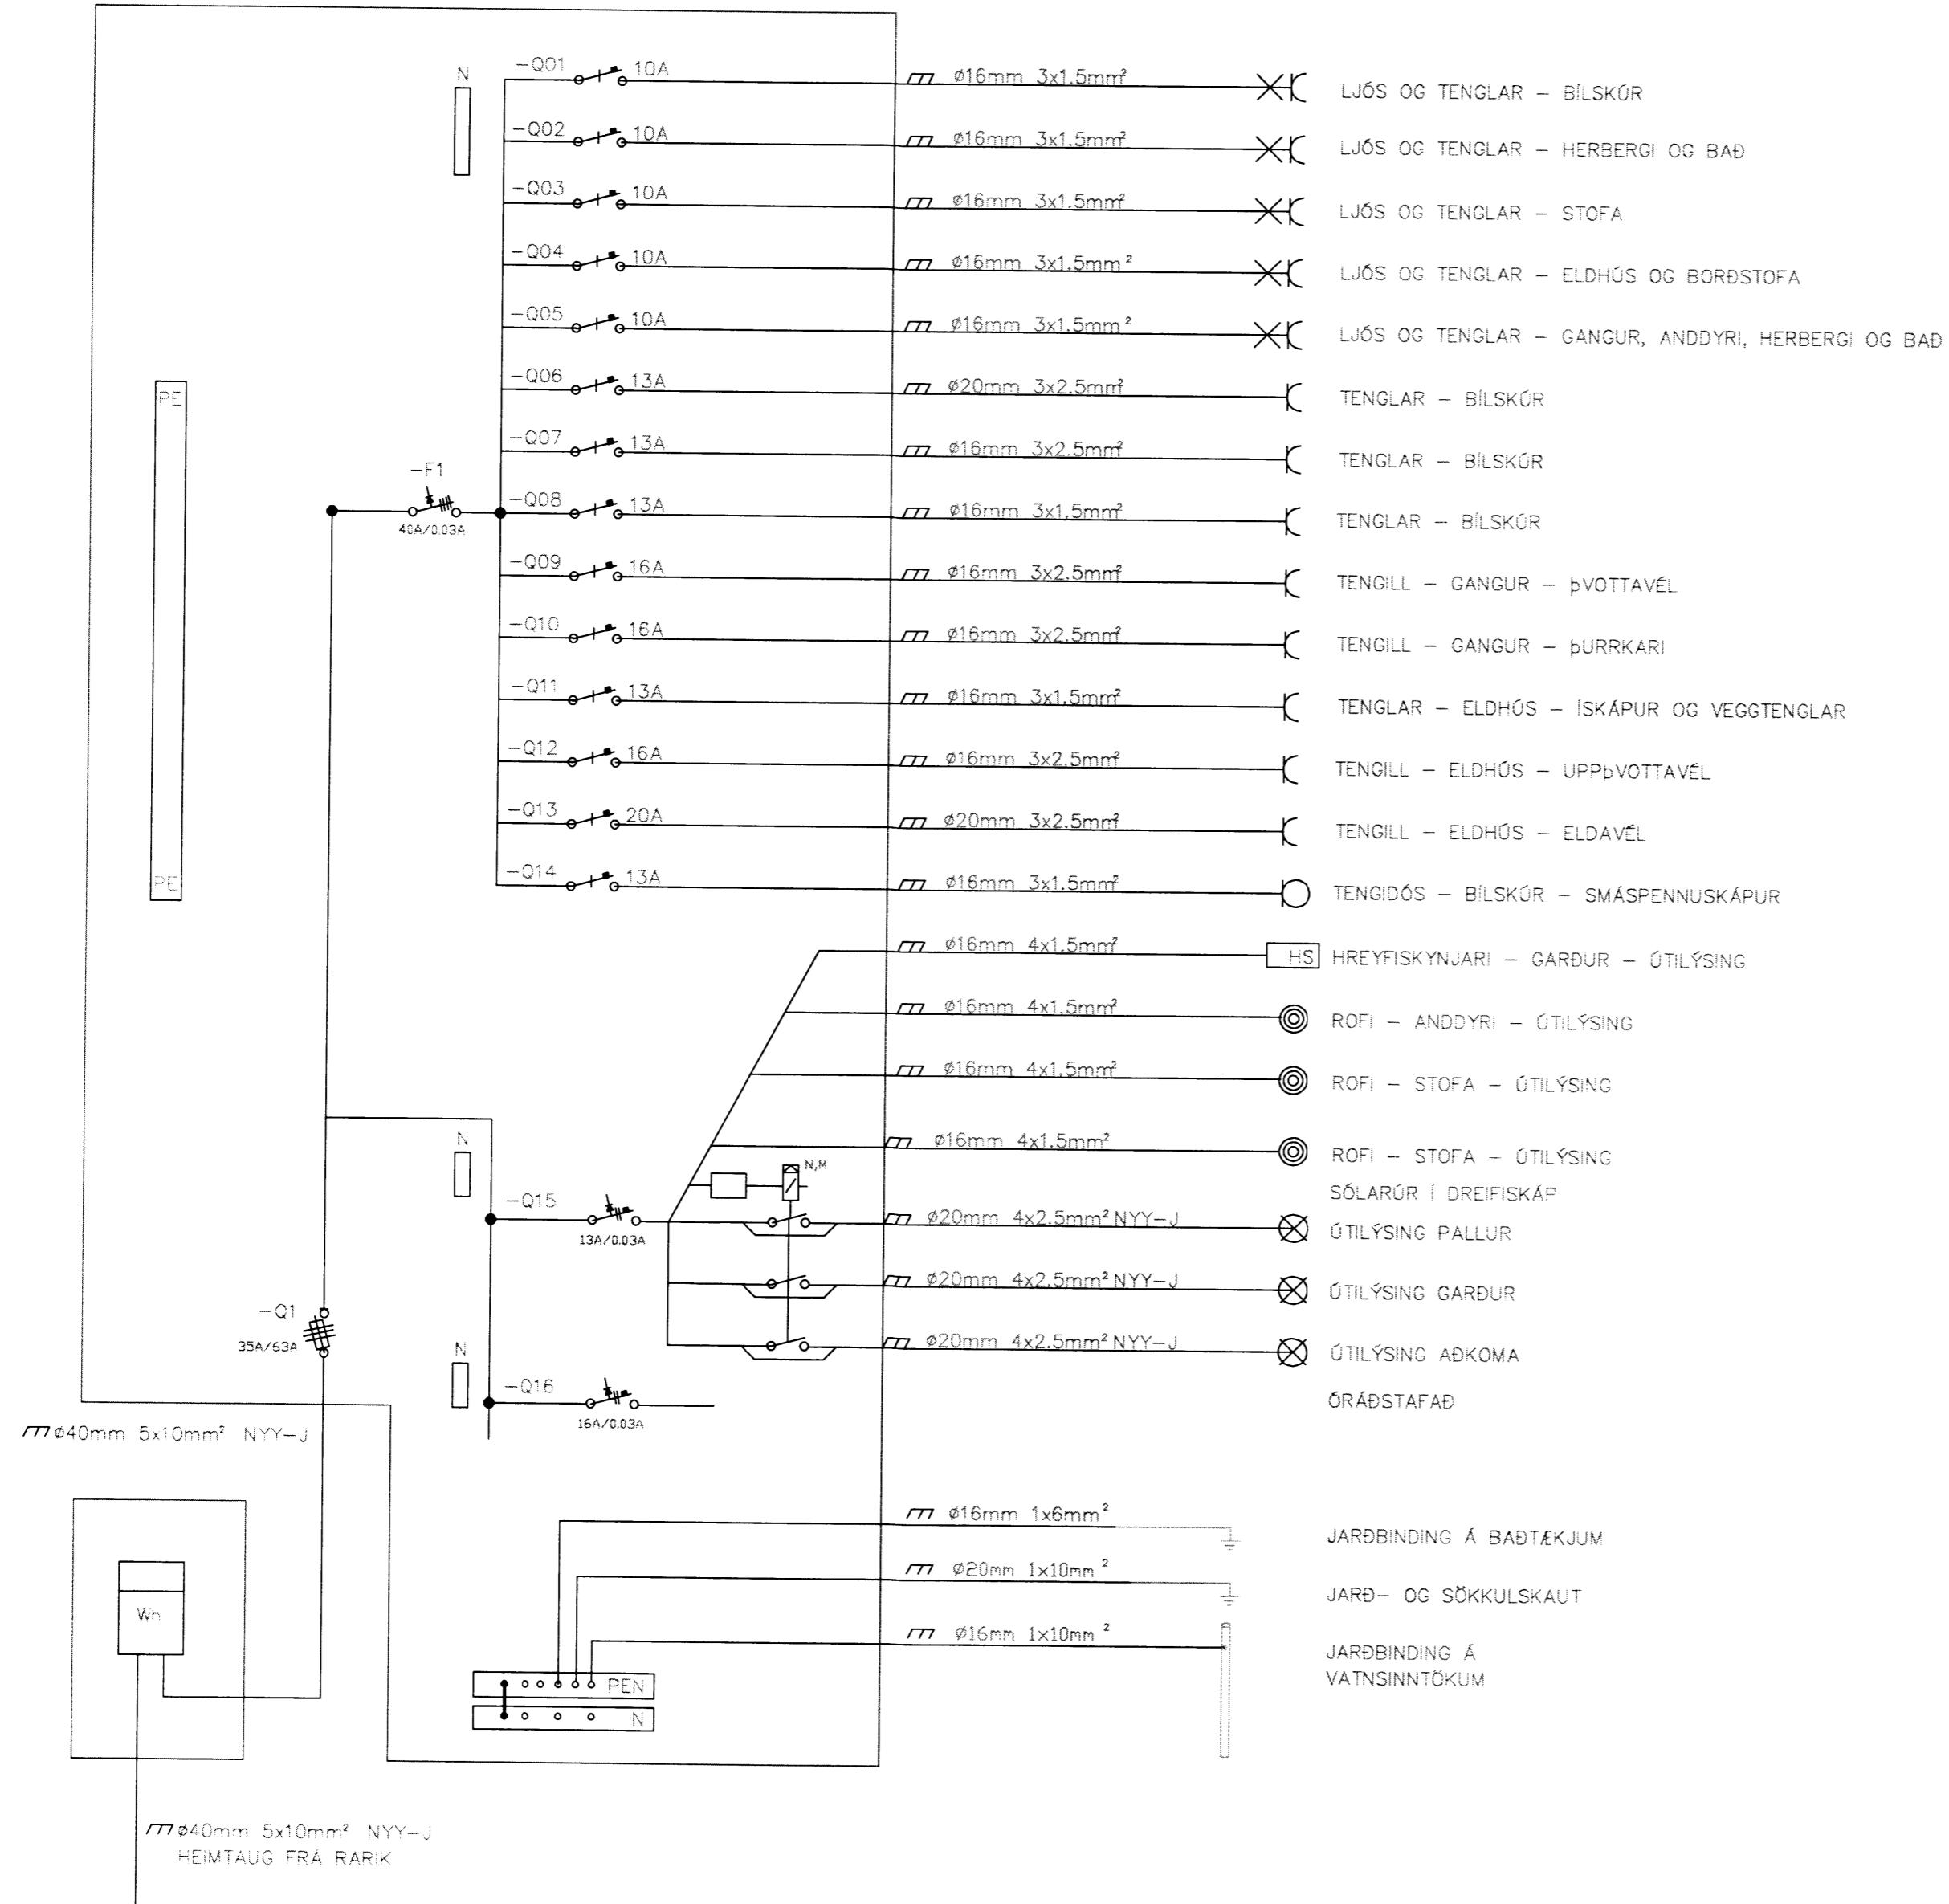 N
-Q01 10A ø16mm 3x1.5mm² LJÓS OG TENGLAR - BÍLSKÚR
-Q02 10A ø16mm 3x1.5mm² LJÓS OG TENGLAR - HERBERGI OG BAÐ
-Q03 10A ø16mm 3x1.5mm² LJÓS OG TENGLAR - STOFA
-Q04 10A ø16mm 3x1.5mm² LJÓS OG TENGLAR - ELDHÚS OG BORÐSTOFA
-Q05 10A ø16mm 3x1.5mm² LJÓS OG TENGLAR - GANGUR, ANDDYRI, HERBERGI OG BAÐ
-Q06 13A ø20mm 3x2.5mm² TENGLAR - BÍLSKÚR
PE
-Q07 13A ø16mm 3x2.5mm² TENGLAR - BÍLSKÚR
-F1
40A/0.03A
-Q08 13A ø16mm 3x1.5mm² TENGLAR - BÍLSKÚR
-Q09 16A ø16mm 3x2.5mm² TENGILL - GANGUR - ÞVOTTAVÉL
-Q10 16A ø16mm 3x2.5mm² TENGILL - GANGUR - ÞURRKARI
-Q11 13A ø16mm 3x1.5mm² TENGLAR - ELDHÚS - ÍSKÁPUR OG VEGGTENGLAR
-Q12 16A ø16mm 3x2.5mm² TENGILL - ELDHÚS - UPPÞVOTTAVÉL
-Q13 20A ø20mm 3x2.5mm² TENGILL - ELDHÚS - ELDAVÉL
PE
-Q14 13A ø16mm 3x1.5mm² TENGIDÓS - BÍLSKÚR - SMÁSPENNUSKÁPUR
ø16mm 4x1.5mm² HS HREYFISKYNJARI - GARÐUR - ÚTILÝSING
ø16mm 4x1.5mm² ROFI - ANDDYRI - ÚTILÝSING
ø16mm 4x1.5mm² ROFI - STOFA - ÚTILÝSING
N
ø16mm 4x1.5mm² ROFI - STOFA - ÚTILÝSING
N,M
SÓLARÚR Í DREIFISKÁP
-Q15 13A/0.03A ø20mm 4x2.5mm² NYY-J ÚTILÝSING PALLUR
ø20mm 4x2.5mm² NYY-J ÚTILÝSING GARÐUR
-Q1
35A/63A
N
ø20mm 4x2.5mm² NYY-J ÚTILÝSING AÐKOMA
-Q16 16A/0.03A ÓRÁÐSTAFAÐ
ø40mm 5x10mm² NYY-J
ø16mm 1x6mm² JARÐBINDING Á BAÐTÆKJUM
ø20mm 1x10mm² JARÐ- OG SÖKKULSKAUT
Wh
ø16mm 1x10mm² JARÐBINDING Á
VATNSINNTÖKUM
PEN
N
ø40mm 5x10mm² NYY-J
HEIMTAUG FRÁ RARIK